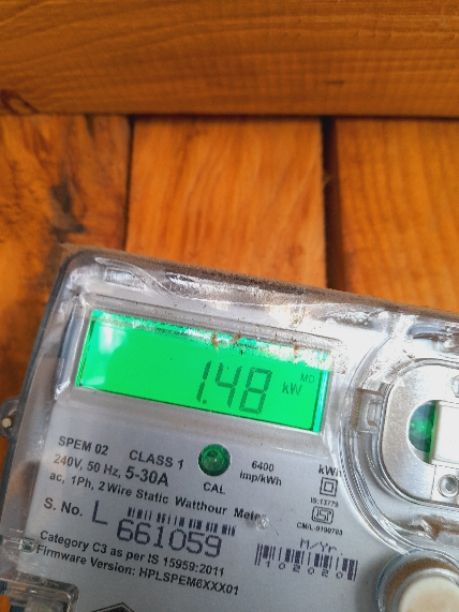 1.48 kW MD
SPEM 02 CLASS 1
240V, 50 Hz, 5-30A
ac, 1Ph, 2 Wire Static Watthour Meter
6400
imp/kWh
CAL
kWh
IS:13779
S. No. L 661059
M./Yr.
102020
Category C3 as per IS 15959:2011
Firmware Version: HPLSPEM6XXX01